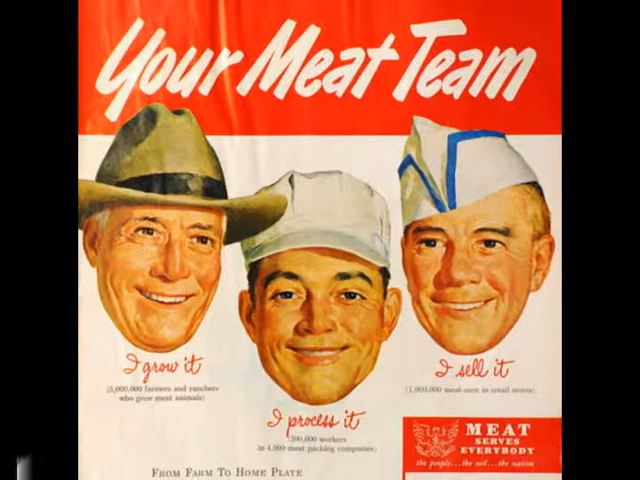 Your Meat Team
I grow it
(5,000,000 farmers and ranchers
who grow meat animals)
I sell it
(1,000,000 meat-men in retail stores)
I process it
(300,000 workers
in 4,000 meat packing companies)
MEAT
SERVES
EVERYBODY
the people...the soil...the nation
FROM FARM TO HOME PLATE